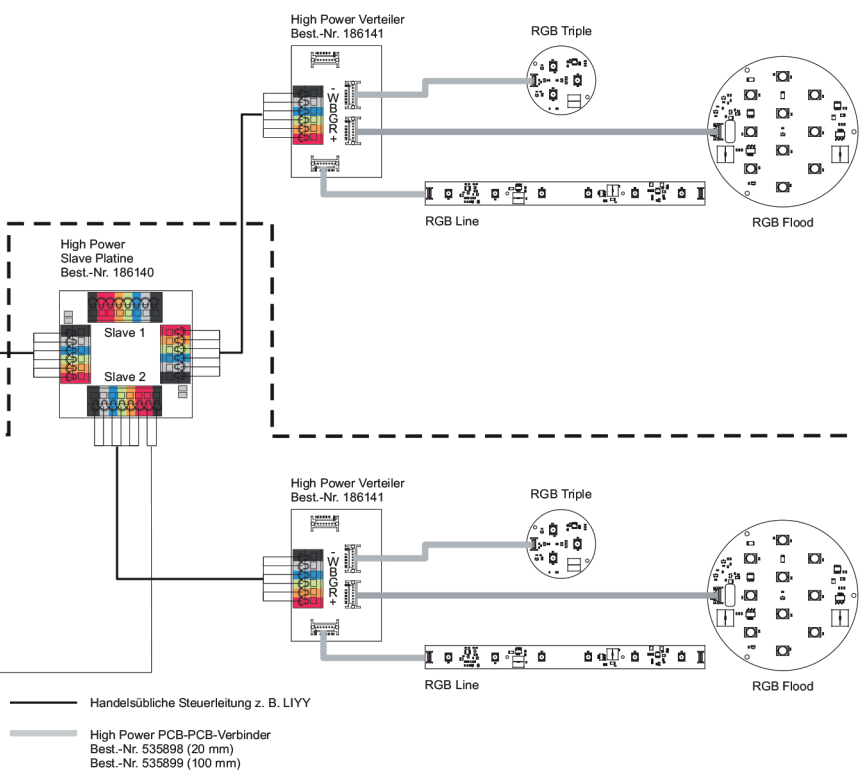 High Power Verteiler
Best.-Nr. 186141
RGB Triple
-
W
B
G
R
+
RGB Line
RGB Flood
High Power
Slave Platine
Best.-Nr. 186140
Slave 1
Slave 2
High Power Verteiler
Best.-Nr. 186141
RGB Triple
-
W
B
G
R
+
RGB Line
RGB Flood
Handelsübliche Steuerleitung z. B. LIYY
High Power PCB-PCB-Verbinder
Best.-Nr. 535898 (20 mm)
Best.-Nr. 535899 (100 mm)